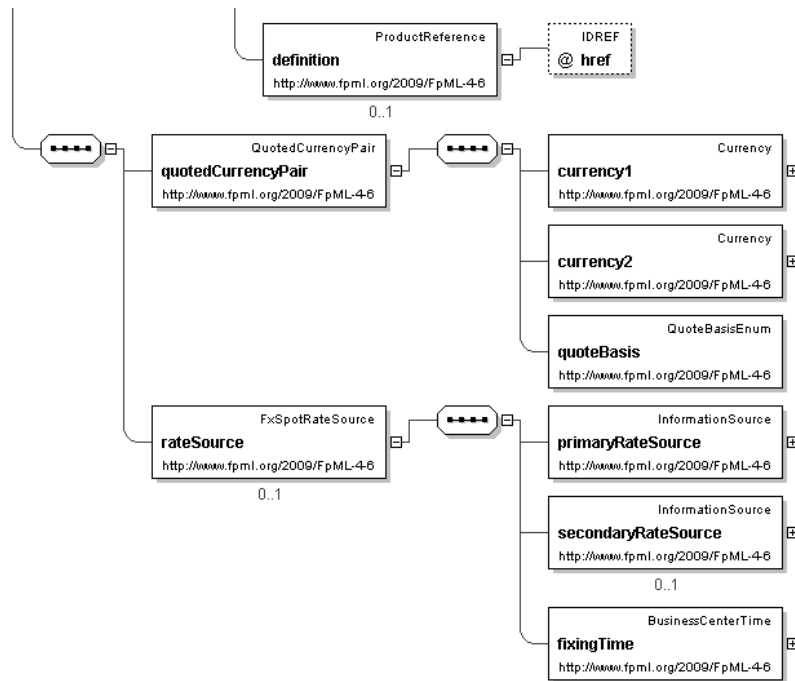 ProductReference
definition
http://www.fpml.org/2009/FpML-4-6
0..1
IDREF
@ href
QuotedCurrencyPair
quotedCurrencyPair
http://www.fpml.org/2009/FpML-4-6
Currency
currency1
http://www.fpml.org/2009/FpML-4-6
Currency
currency2
http://www.fpml.org/2009/FpML-4-6
QuoteBasisEnum
quoteBasis
http://www.fpml.org/2009/FpML-4-6
FxSpotRateSource
rateSource
http://www.fpml.org/2009/FpML-4-6
0..1
InformationSource
primaryRateSource
http://www.fpml.org/2009/FpML-4-6
InformationSource
secondaryRateSource
http://www.fpml.org/2009/FpML-4-6
0..1
BusinessCenterTime
fixingTime
http://www.fpml.org/2009/FpML-4-6